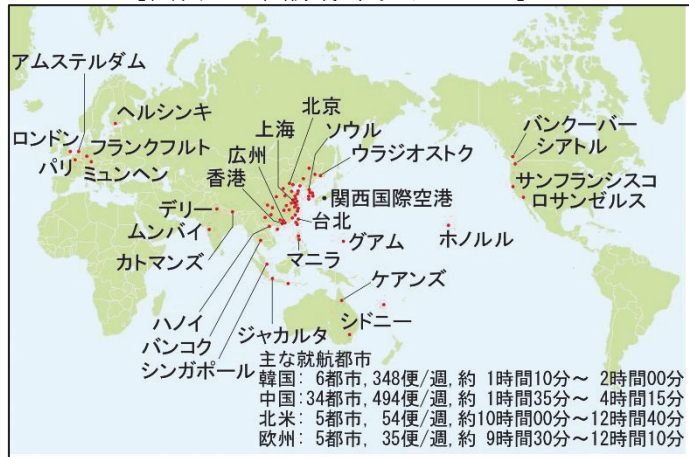 アムステルダム
ヘルシンキ
北京
上海
ソウル
ロンドン
フランクフルト
広州
ウラジオストク
パリ
ミュンヘン
香港
関西国際空港
バンクーバー
シアトル
サンフランシスコ
ロサンゼルス
デリー
台北
ムンバイ
グアム
ホノルル
カトマンズ
マニラ
ケアンズ
ハノイ
ジャカルタ
バンコク
シドニー
シンガポール
主な就航都市
韓国: 6都市,348便/週,約 1時間10分~ 2時間00分
中国:34都市,494便/週,約 1時間35分~ 4時間15分
北米: 5都市, 54便/週,約10時間00分~12時間40分
欧州: 5都市, 35便/週,約 9時間30分~12時間10分